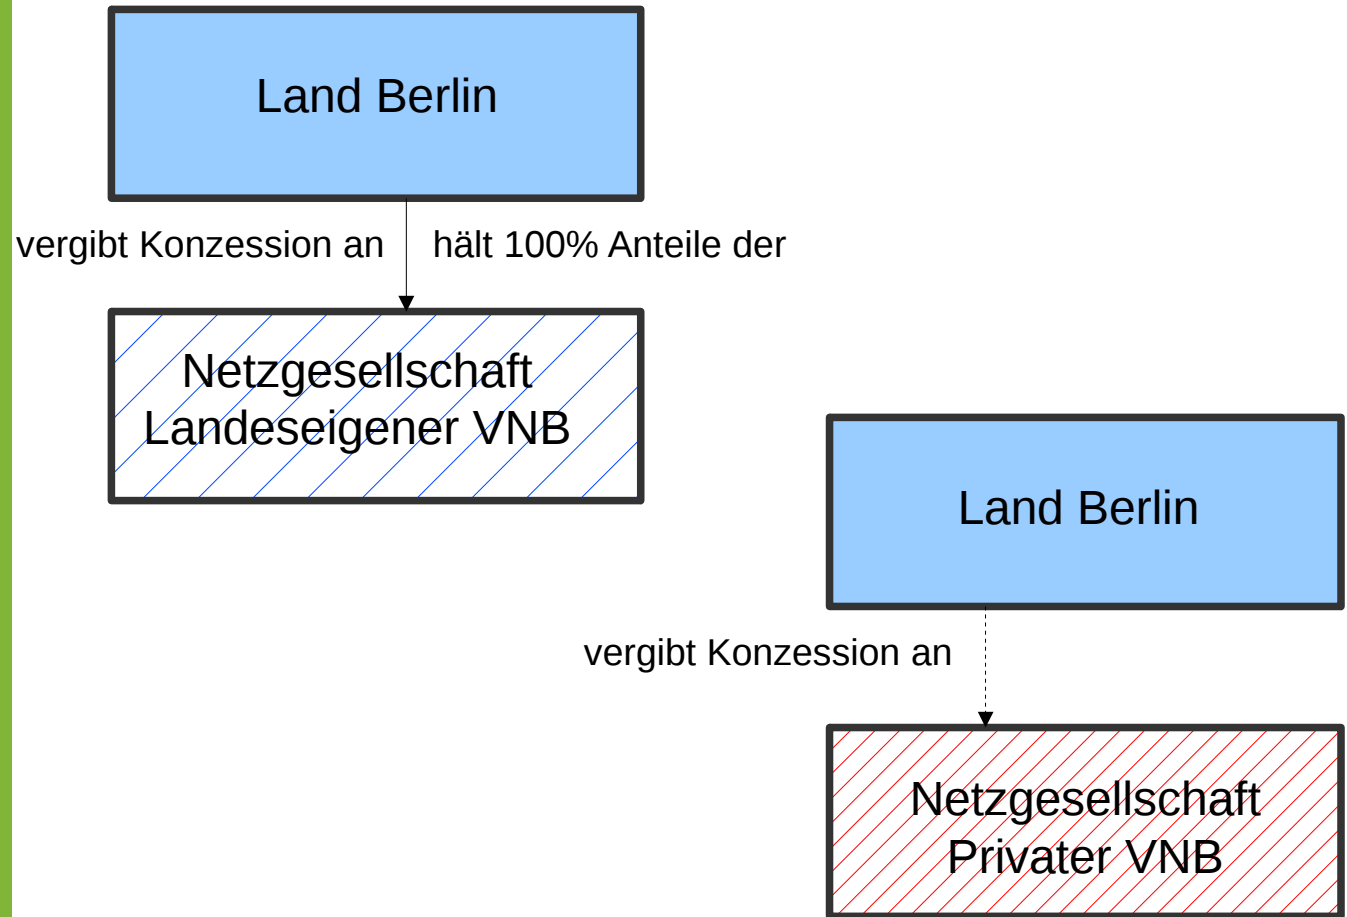 Land Berlin
vergibt Konzession an
hält 100% Anteile der
Netzgesellschaft
Landeseigener VNB
Land Berlin
vergibt Konzession an
Netzgesellschaft
Privater VNB